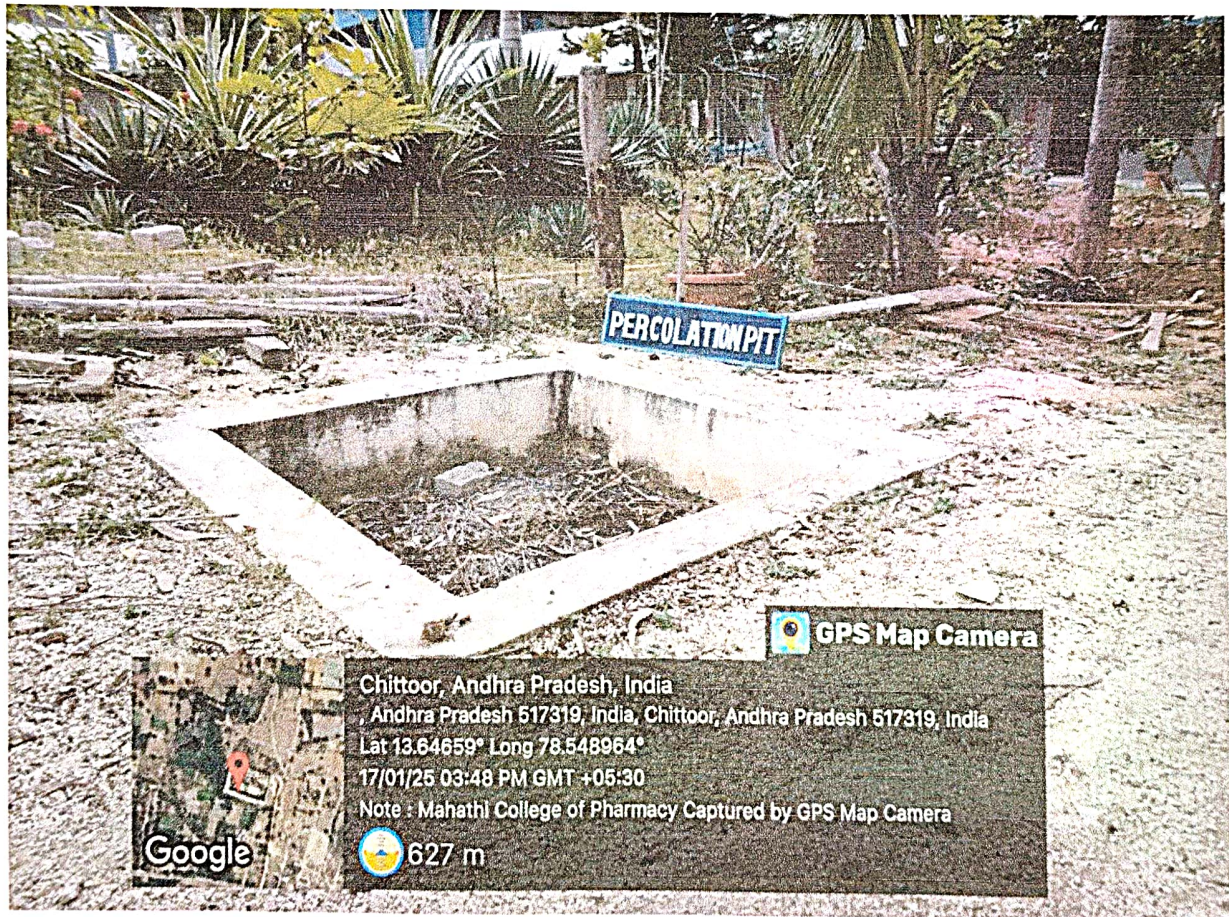 PERCOLATION PIT
GPS Map Camera
Chittoor, Andhra Pradesh, India
, Andhra Pradesh 517319, India, Chittoor, Andhra Pradesh 517319, India
Lat 13.64659° Long 78.548964°
17/01/25 03:48 PM GMT +05:30
Note : Mahathi College of Pharmacy Captured by GPS Map Camera
Google
627 m